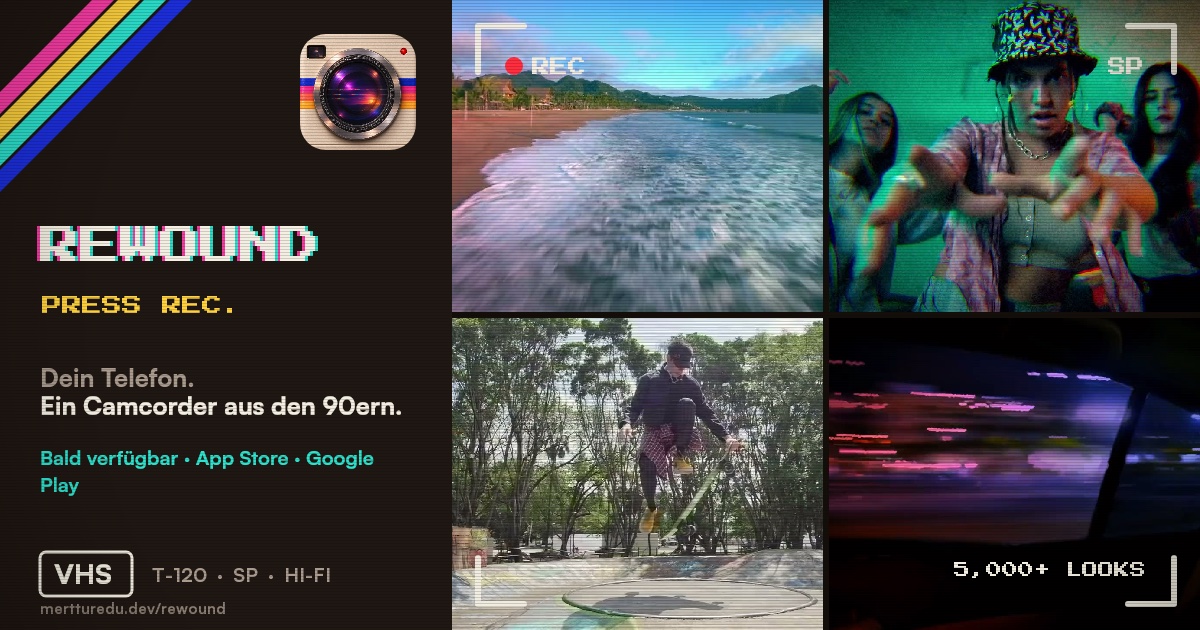 REWOUND
PRESS REC.
Dein Telefon.
Ein Camcorder aus den 90ern.
Bald verfügbar · App Store · Google
Play
VHS
T-120 · SP · HI-FI
mertturedu.dev/rewound
REC
SP
5,000+ LOOKS